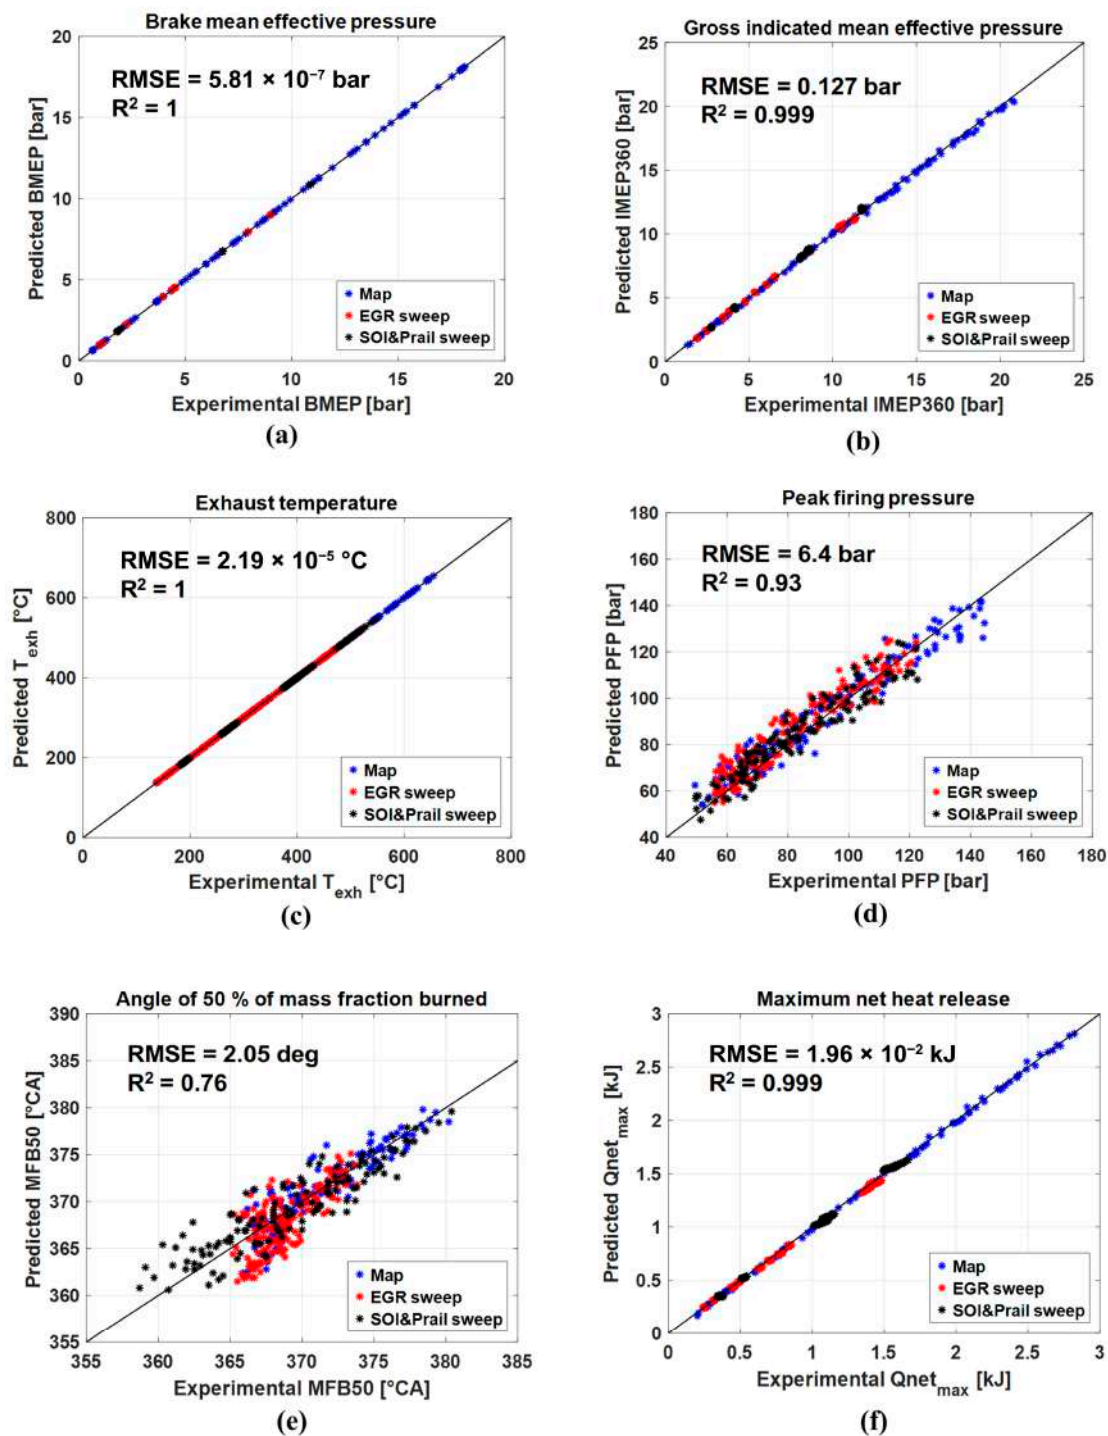 Brake mean effective pressure
20
15
10
5
0
Predicted BMEP [bar]
RMSE = 5.81 × 10⁻⁷ bar
R² = 1
Map
EGR sweep
SOI&Prail sweep
0 5 10 15 20
Experimental BMEP [bar]
(a)
Gross indicated mean effective pressure
25
20
15
10
5
0
Predicted IMEP360 [bar]
RMSE = 0.127 bar
R² = 0.999
Map
EGR sweep
SOI&Prail sweep
0 5 10 15 20 25
Experimental IMEP360 [bar]
(b)
Exhaust temperature
800
600
400
200
0
Predicted T_exh [°C]
RMSE = 2.19 × 10⁻⁵ °C
R² = 1
Map
EGR sweep
SOI&Prail sweep
0 200 400 600 800
Experimental T_exh [°C]
(c)
Peak firing pressure
180
160
140
120
100
80
60
40
Predicted PFP [bar]
RMSE = 6.4 bar
R² = 0.93
Map
EGR sweep
SOI&Prail sweep
40 60 80 100 120 140 160 180
Experimental PFP [bar]
(d)
Angle of 50 % of mass fraction burned
390
385
380
375
370
365
360
355
Predicted MFB50 [°CA]
RMSE = 2.05 deg
R² = 0.76
Map
EGR sweep
SOI&Prail sweep
355 360 365 370 375 380 385
Experimental MFB50 [°CA]
(e)
Maximum net heat release
3
2.5
2
1.5
1
0.5
0
Predicted Qnet_max [kJ]
RMSE = 1.96 × 10⁻² kJ
R² = 0.999
Map
EGR sweep
SOI&Prail sweep
0 0.5 1 1.5 2 2.5 3
Experimental Qnet_max [kJ]
(f)